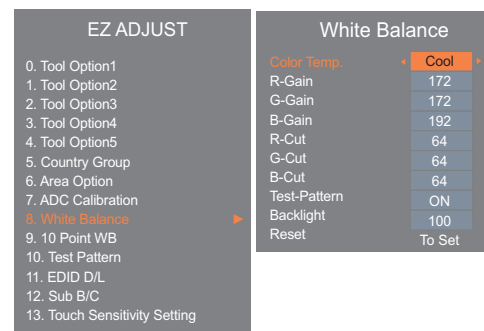 EZ ADJUST
0. Tool Option1
1. Tool Option2
2. Tool Option3
3. Tool Option4
4. Tool Option5
5. Country Group
6. Area Option
7. ADC Calibration
8. White Balance
9. 10 Point WB
10. Test Pattern
11. EDID D/L
12. Sub B/C
13. Touch Sensitivity Setting
White Balance
Color Temp. Cool
R-Gain 172
G-Gain 172
B-Gain 192
R-Cut 64
G-Cut 64
B-Cut 64
Test-Pattern ON
Backlight 100
Reset To Set